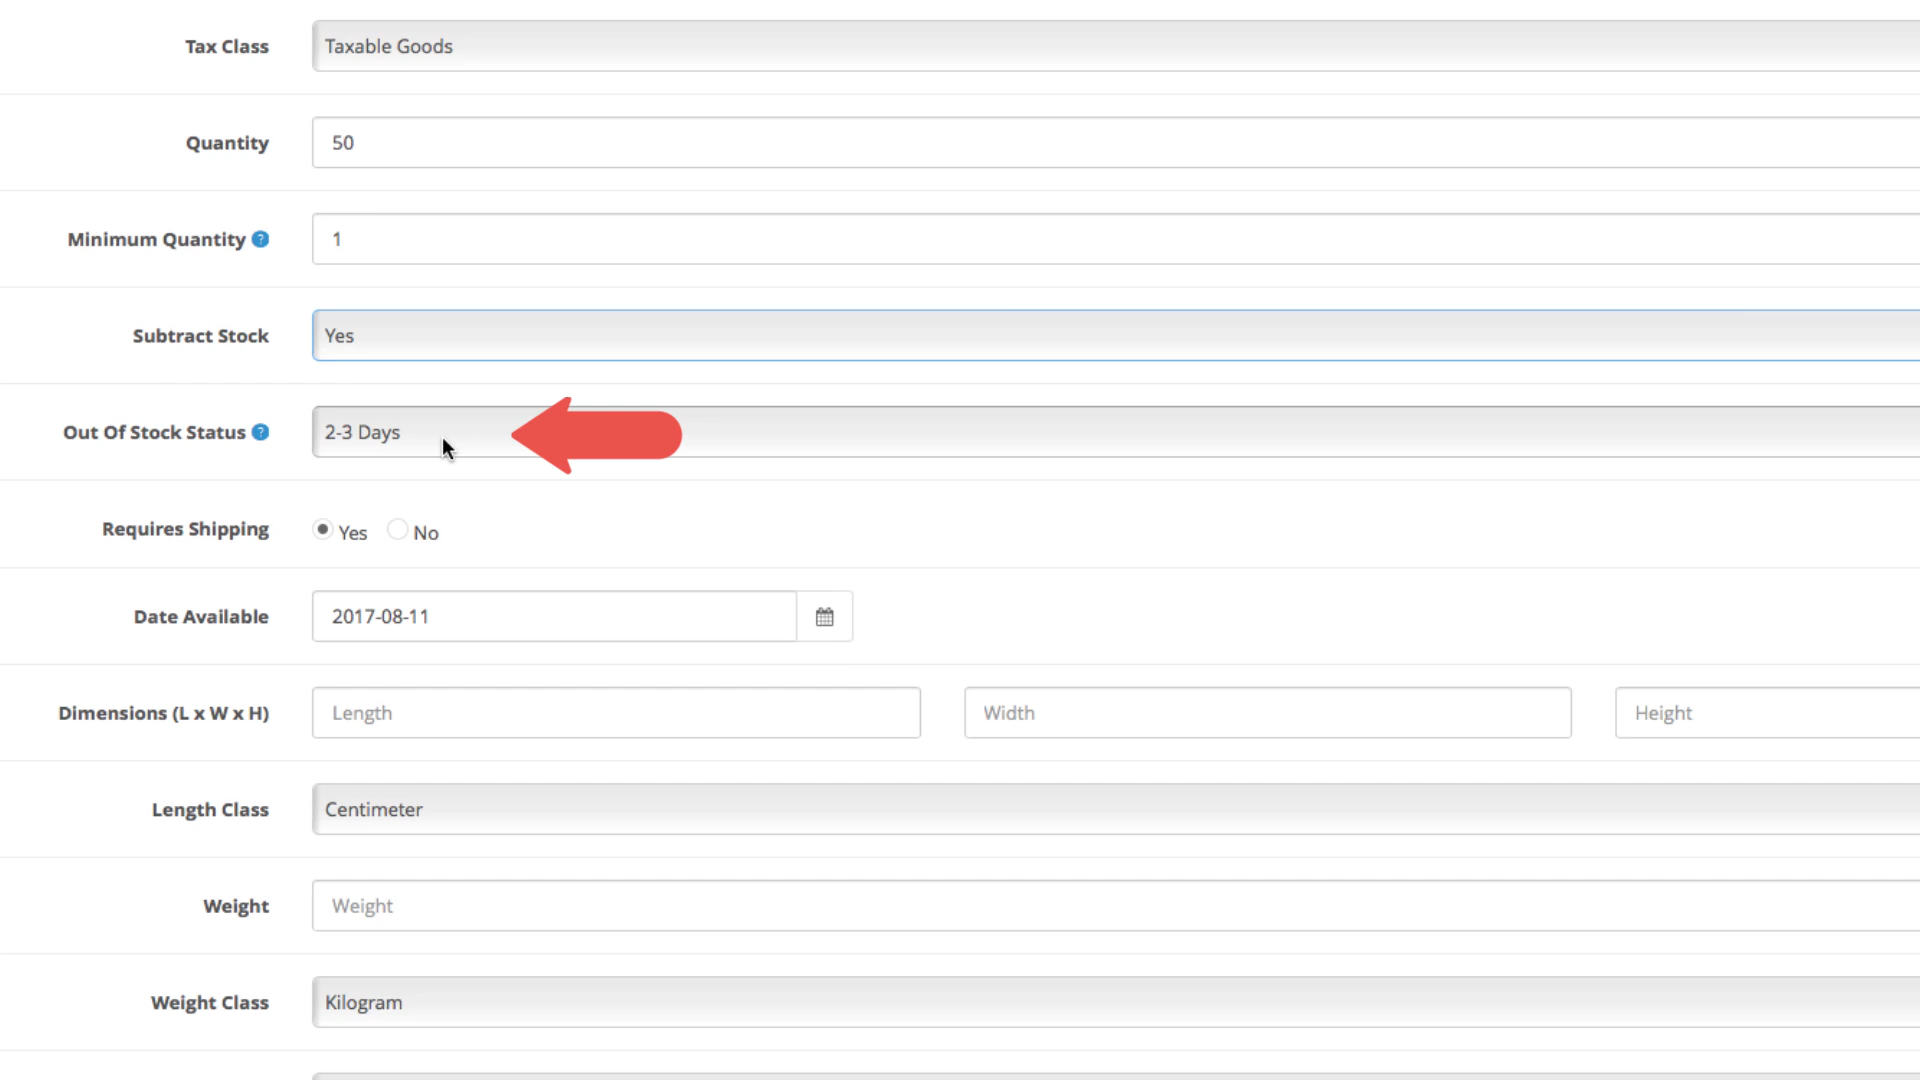 Tax Class Taxable Goods
Quantity 50
Minimum Quantity ? 1
Subtract Stock Yes
Out Of Stock Status ? 2-3 Days
Requires Shipping Yes No
Date Available 2017-08-11
Dimensions (L x W x H) Length Width Height
Length Class Centimeter
Weight Weight
Weight Class Kilogram